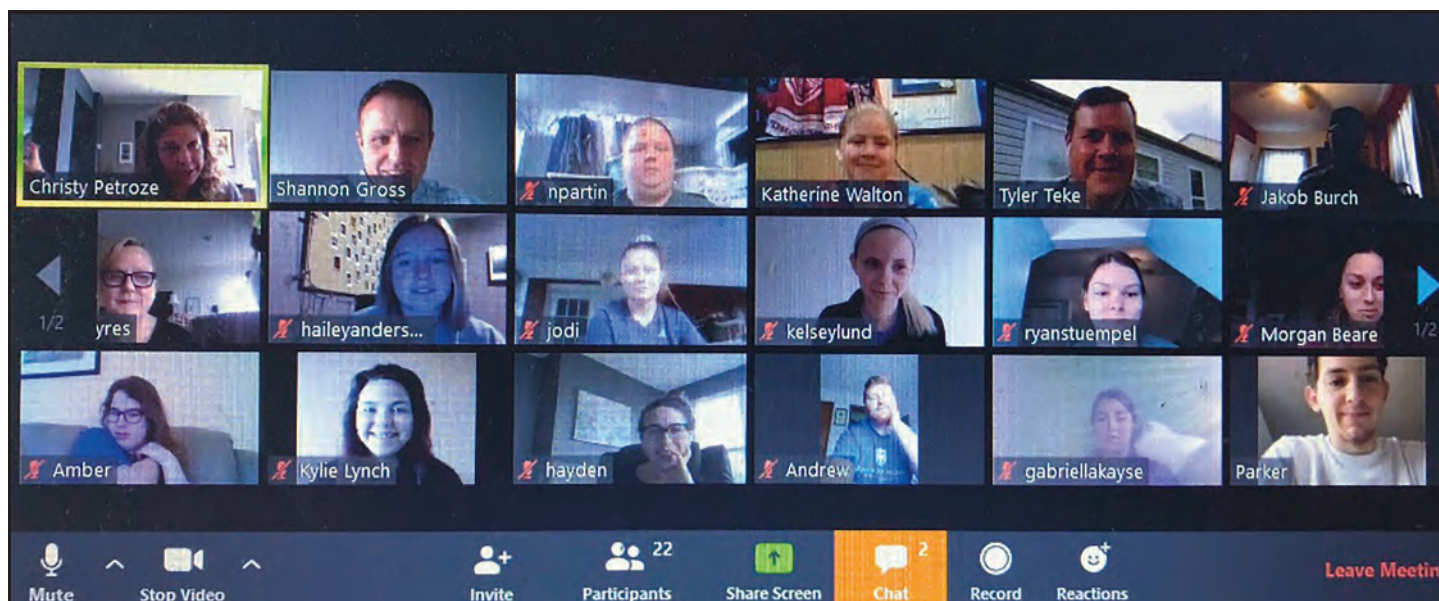 Christy Petroze
Shannon Gross
npartin
Katherine Walton
Tyler Teke
Jakob Burch
1/2
yres
haileyanders...
jodi
kelseylund
ryanstuempel
Morgan Beare
1/2
Amber
Kylie Lynch
hayden
Andrew
gabriellakayse
Parker
22
2
Mute
Stop Video
Invite
Participants
Share Screen
Chat
Record
Reactions
Leave Meetin